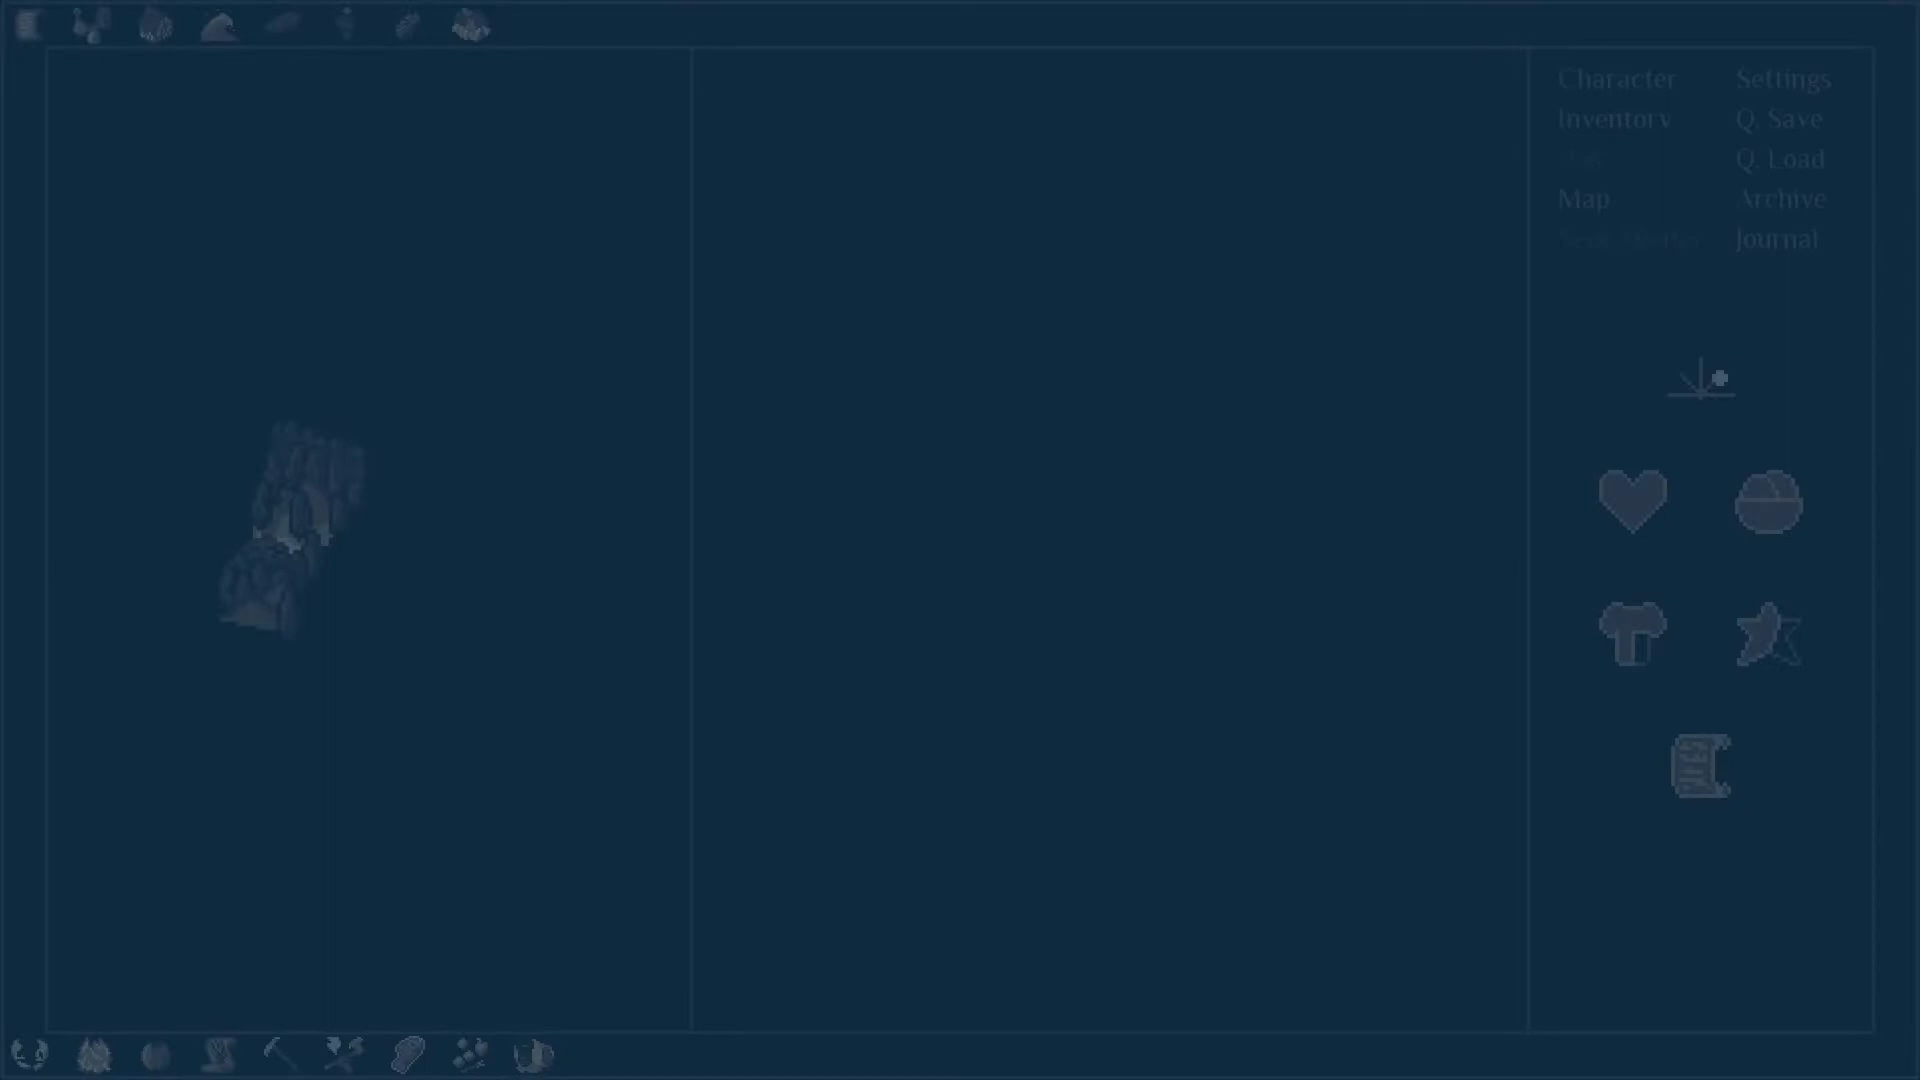 Character Settings
Inventory Q. Save
Q. Load
Map Archive
Journal